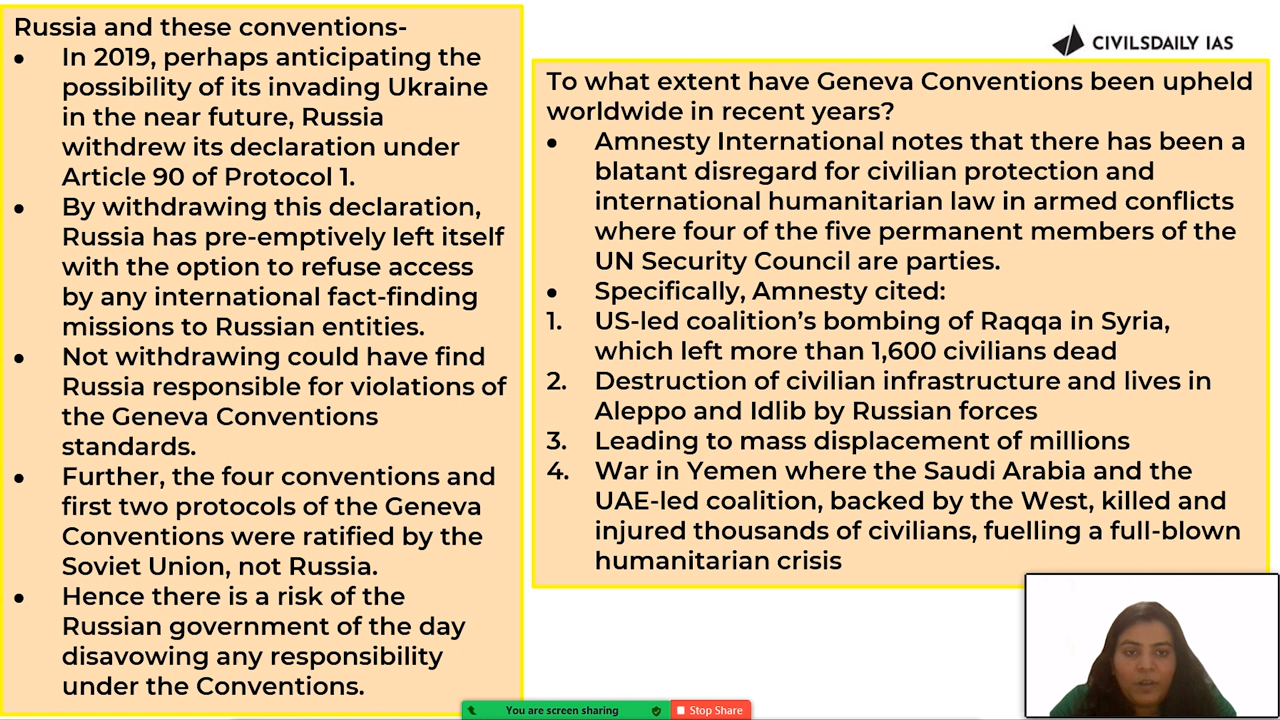 Russia and these conventions-
• In 2019, perhaps anticipating the
possibility of its invading Ukraine
in the near future, Russia
withdrew its declaration under
Article 90 of Protocol 1.
• By withdrawing this declaration,
Russia has pre-emptively left itself
with the option to refuse access
by any international fact-finding
missions to Russian entities.
• Not withdrawing could have find
Russia responsible for violations of
the Geneva Conventions
standards.
• Further, the four conventions and
first two protocols of the Geneva
Conventions were ratified by the
Soviet Union, not Russia.
• Hence there is a risk of the
Russian government of the day
disavowing any responsibility
under the Conventions.
CIVILSDAILY IAS
To what extent have Geneva Conventions been upheld
worldwide in recent years?
• Amnesty International notes that there has been a
blatant disregard for civilian protection and
international humanitarian law in armed conflicts
where four of the five permanent members of the
UN Security Council are parties.
• Specifically, Amnesty cited:
1. US-led coalition’s bombing of Raqqa in Syria,
which left more than 1,600 civilians dead
2. Destruction of civilian infrastructure and lives in
Aleppo and Idlib by Russian forces
3. Leading to mass displacement of millions
4. War in Yemen where the Saudi Arabia and the
UAE-led coalition, backed by the West, killed and
injured thousands of civilians, fuelling a full-blown
humanitarian crisis
You are screen sharing
Stop Share